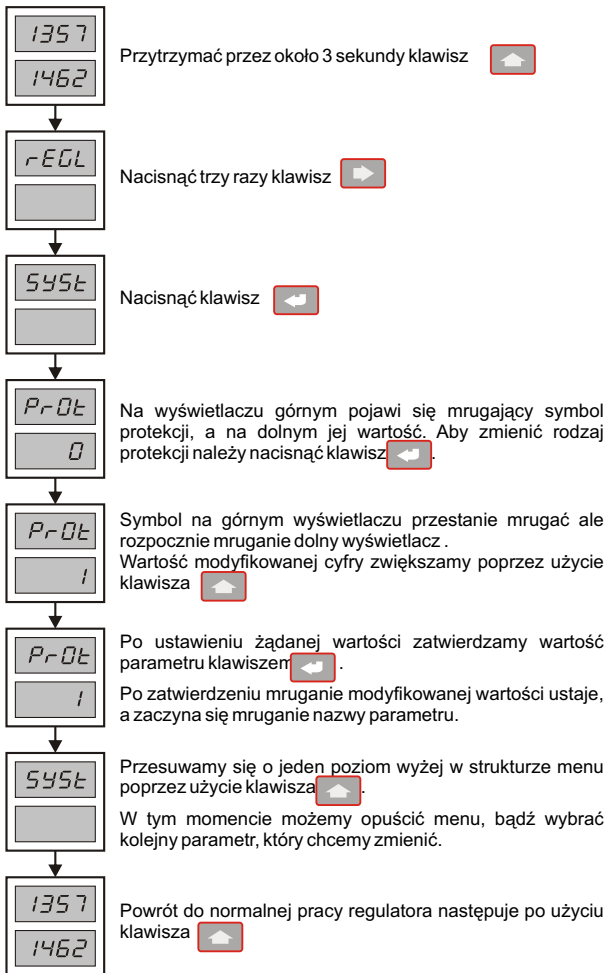 1357
1462
Przytrzymać przez około 3 sekundy klawisz
rEGL
Nacisnąć trzy razy klawisz
SYSt
Nacisnąć klawisz
PrOt
0
Na wyświetlaczu górnym pojawi się mrugający symbol
protekcji, a na dolnym jej wartość. Aby zmienić rodzaj
protekcji należy nacisnąć klawisz .
PrOt
1
Symbol na górnym wyświetlaczu przestanie mrugać ale
rozpocznie mruganie dolny wyświetlacz .
Wartość modyfikowanej cyfry zwiększamy poprzez użycie
klawisza
PrOt
1
Po ustawieniu żądanej wartości zatwierdzamy wartość
parametru klawiszem .
Po zatwierdzeniu mruganie modyfikowanej wartości ustaje,
a zaczyna się mruganie nazwy parametru.
SYSt
Przesuwamy się o jeden poziom wyżej w strukturze menu
poprzez użycie klawisza .
W tym momencie możemy opuścić menu, bądź wybrać
kolejny parametr, który chcemy zmienić.
1357
1462
Powrót do normalnej pracy regulatora następuje po użyciu
klawisza